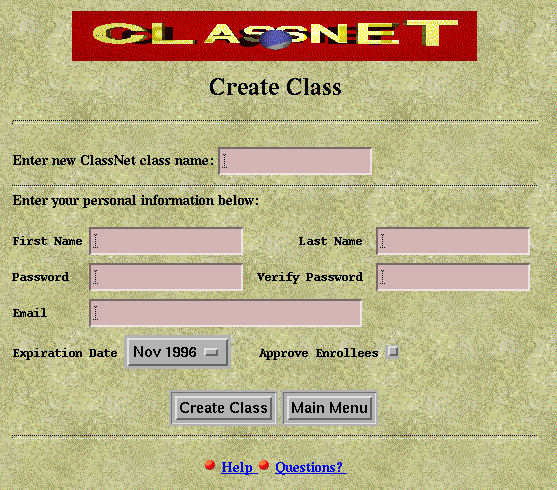 CLASSNET
Create Class
Enter new ClassNet class name:
Enter your personal information below:
First Name Last Name
Password Verify Password
Email
Expiration Date Nov 1996 Approve Enrollees
Create Class Main Menu
Help Questions?